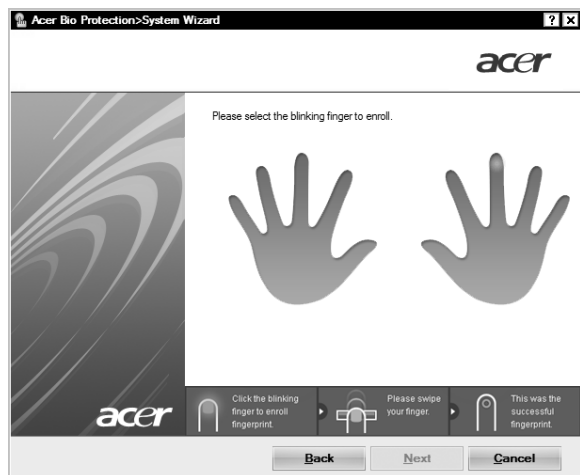 Acer Bio Protection>System Wizard
acer
Please select the blinking finger to enroll.
acer
Click the blinking
finger to enroll
fingerprint.
Please swipe
your finger.
This was the
successful
fingerprint.
Back
Next
Cancel